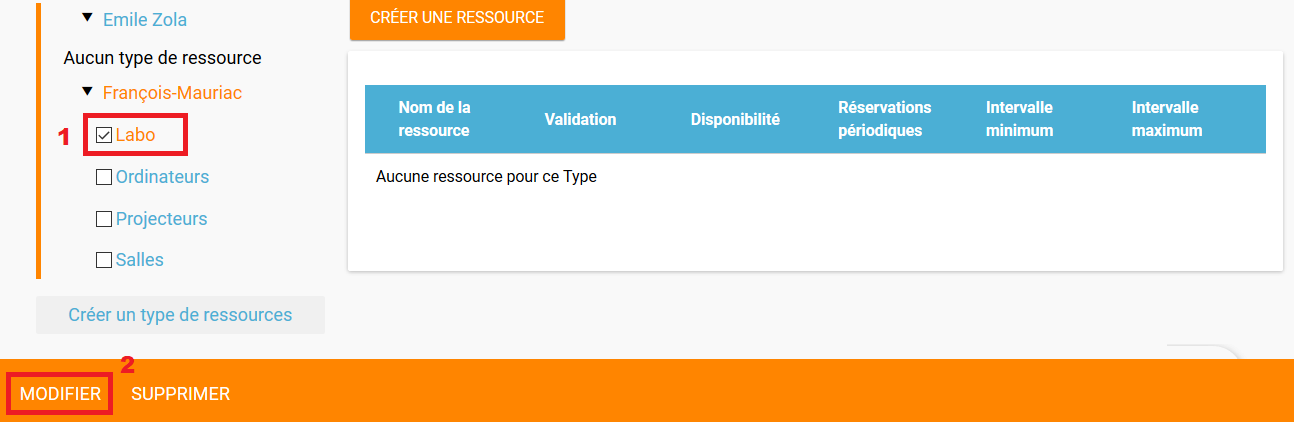 Emile Zola
Aucun type de ressource
François-Mauriac
1
Labo
Ordinateurs
Projecteurs
Salles
Créer un type de ressources
CRÉER UNE RESSOURCE
Nom de la
ressource
Validation
Disponibilité
Réservations
périodiques
Intervalle
minimum
Intervalle
maximum
Aucune ressource pour ce Type
2
MODIFIER
SUPPRIMER